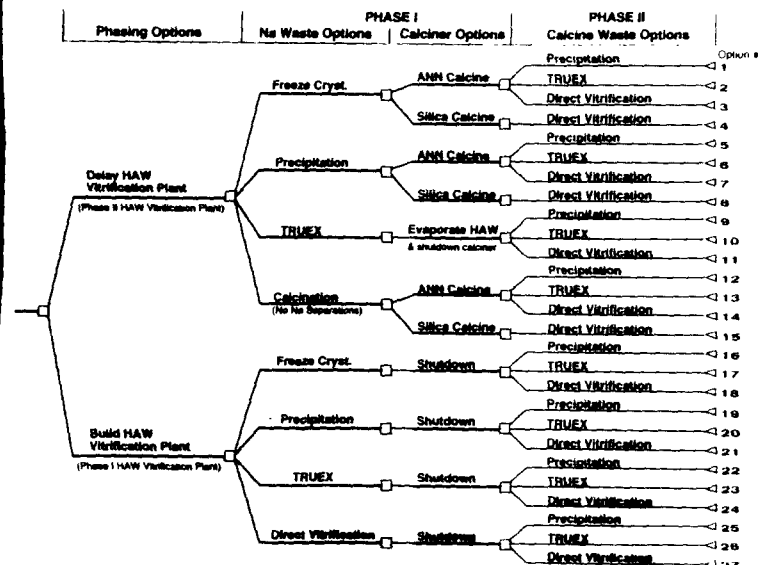 PHASE I
PHASE II
Phasing Options
Na Waste Options
Calciner Options
Calcine Waste Options
Option #
Delay HAW
Vitrification Plant
(Phase II HAW Vitrification Plant)
Freeze Cryst.
ANN Calcine
Precipitation 1
TRUEX 2
Direct Vitrification 3
Silica Calcine
Direct Vitrification 4
Precipitation
ANN Calcine
Precipitation 5
TRUEX 6
Direct Vitrification 7
Silica Calcine
Direct Vitrification 8
TRUEX
Evaporate HAW
& shutdown calciner
Precipitation 9
TRUEX 10
Direct Vitrification 11
Calcination
(No Na Separations)
ANN Calcine
Precipitation 12
TRUEX 13
Direct Vitrification 14
Silica Calcine
Direct Vitrification 15
Build HAW
Vitrification Plant
(Phase I HAW Vitrification Plant)
Freeze Cryst.
Shutdown
Precipitation 16
TRUEX 17
Direct Vitrification 18
Precipitation
Shutdown
Precipitation 19
TRUEX 20
Direct Vitrification 21
TRUEX
Shutdown
Precipitation 22
TRUEX 23
Direct Vitrification 24
Direct Vitrification
Shutdown
Precipitation 25
TRUEX 26
Direct Vitrification